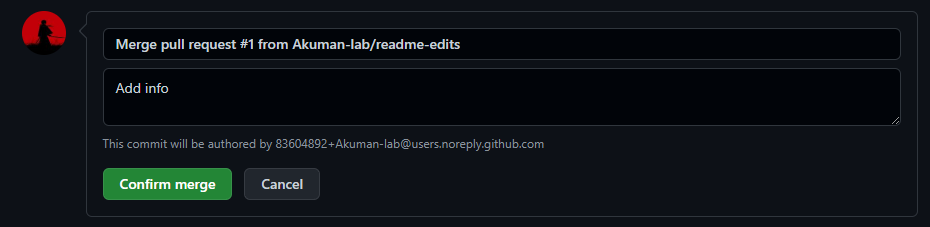 Merge pull request #1 from Akuman-lab/readme-edits
Add info
This commit will be authored by 83604892+Akuman-lab@users.noreply.github.com
Confirm merge
Cancel